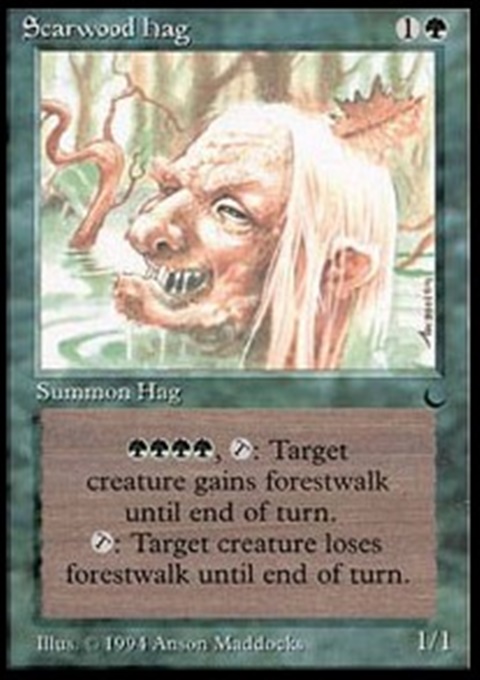 Scarwood Hag 1
Summon Hag
, : Target
creature gains forestwalk
until end of turn.
: Target creature loses
forestwalk until end of turn.
Illus. © 1994 Anson Maddocks 1/1